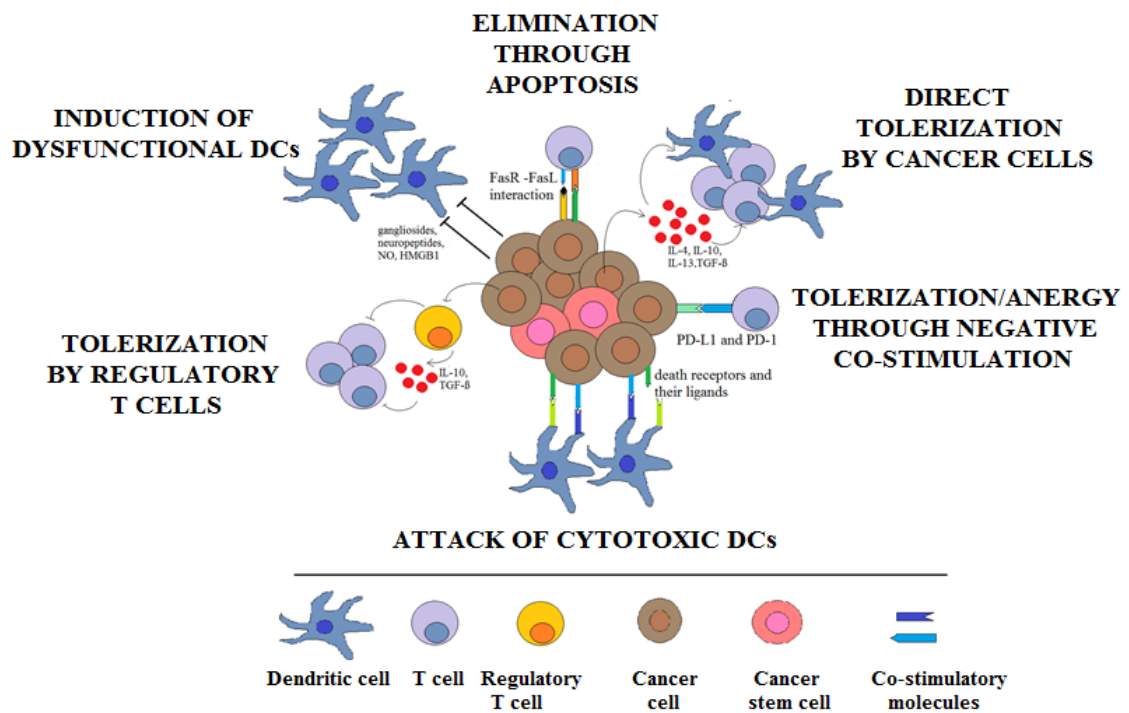 ELIMINATION
THROUGH
APOPTOSIS
INDUCTION OF
DYSFUNCTIONAL DCs
DIRECT
TOLERIZATION
BY CANCER CELLS
FasR -FasL
interaction
gangliosides,
neuropeptides,
NO, HMGB1
IL-4, IL-10,
IL-13,TGF-ß
TOLERIZATION
BY REGULATORY
T CELLS
IL-10,
TGF-ß
PD-L1 and PD-1
TOLERIZATION/ANERGY
THROUGH NEGATIVE
CO-STIMULATION
death receptors and
their ligands
ATTACK OF CYTOTOXIC DCs
Dendritic cell
T cell
Regulatory
T cell
Cancer
cell
Cancer
stem cell
Co-stimulatory
molecules